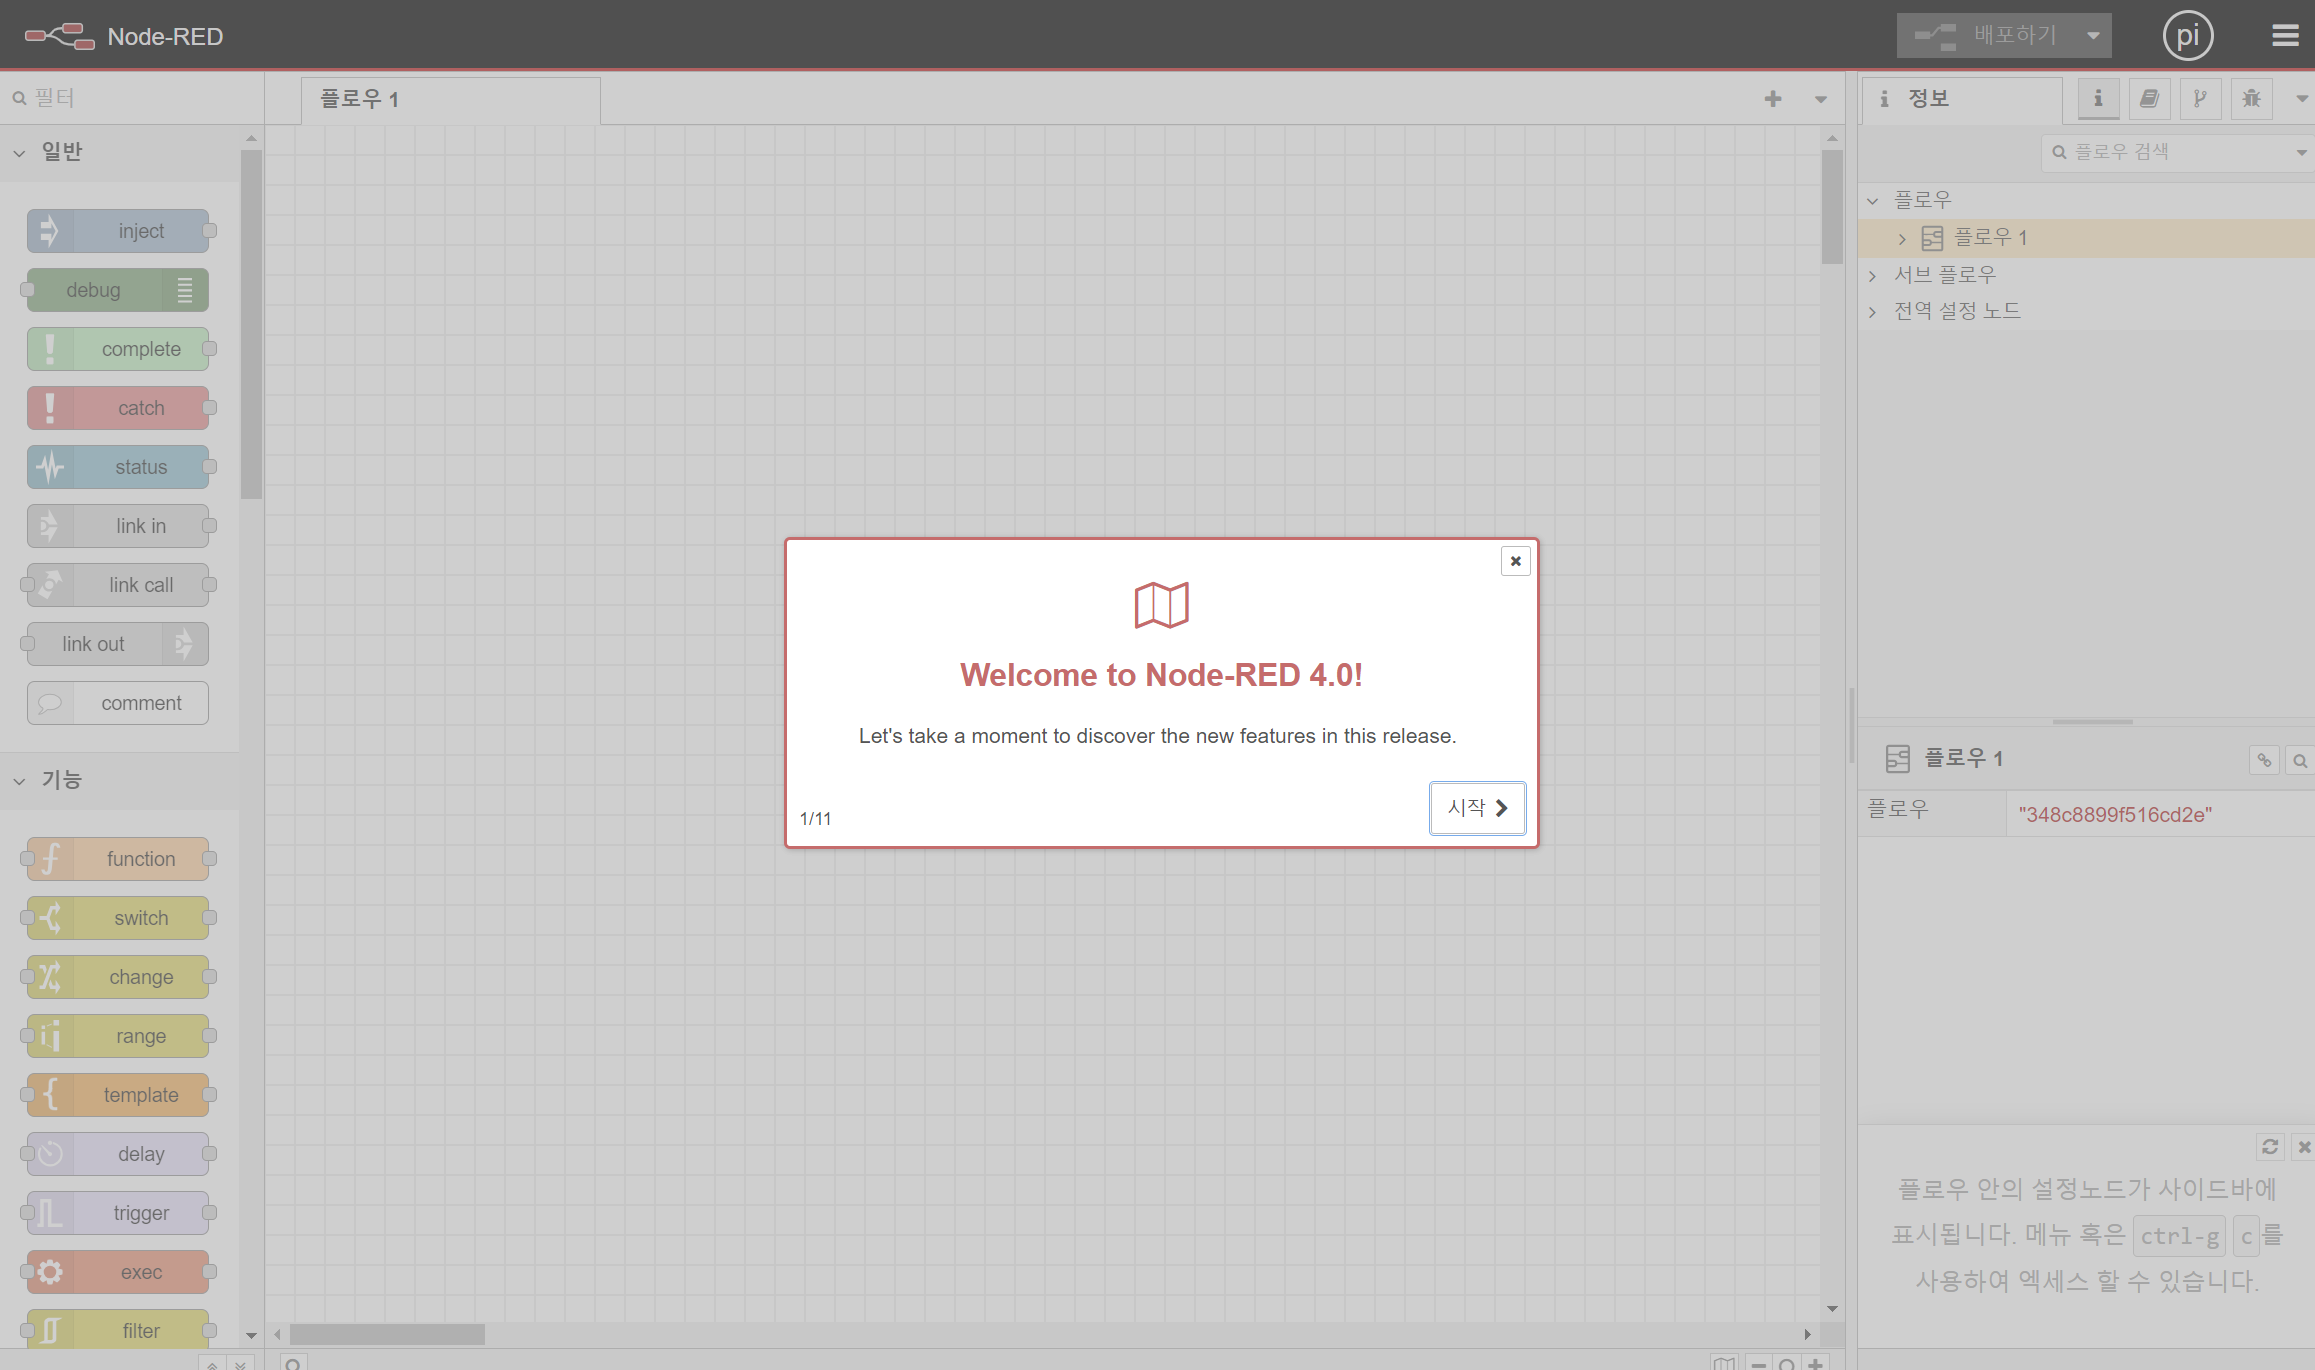 Node-RED
배포하기
pi
필터
플로우 1
정보
일반
플로우 검색
플로우
플로우 1
서브 플로우
전역 설정 노드
inject
debug
complete
catch
status
link in
link call
link out
comment
기능
function
switch
change
range
template
delay
trigger
exec
filter
Welcome to Node-RED 4.0!
Let's take a moment to discover the new features in this release.
1/11
시작
플로우 1
플로우
"348c8899f516cd2e"
플로우 안의 설정노드가 사이드바에
표시됩니다. 메뉴 혹은 ctrl-g c를
사용하여 엑세스 할 수 있습니다.